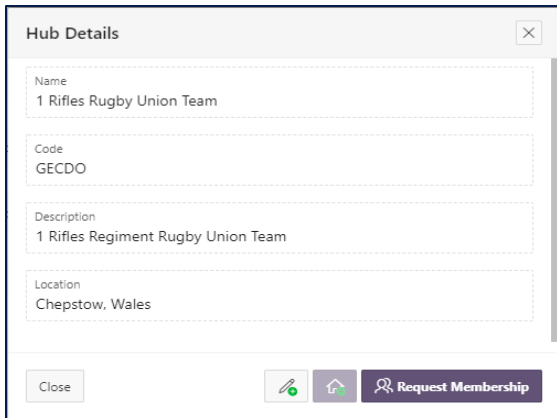 Hub Details
Name
1 Rifles Rugby Union Team
Code
GECDO
Description
1 Rifles Regiment Rugby Union Team
Location
Chepstow, Wales
Close
Request Membership